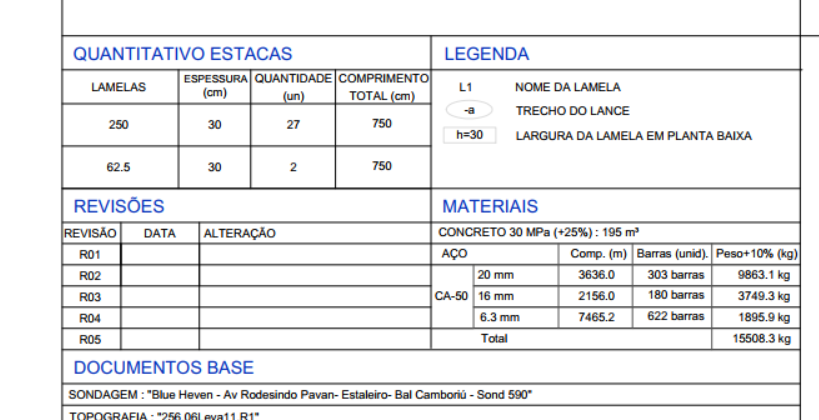 QUANTITATIVO ESTACAS
LAMELAS ESPESSURA (cm) QUANTIDADE (un) COMPRIMENTO TOTAL (cm)
250 30 27 750
62.5 30 2 750
LEGENDA
L1 NOME DA LAMELA
-a TRECHO DO LANCE
h=30 LARGURA DA LAMELA EM PLANTA BAIXA
REVISÕES
REVISÃO DATA ALTERAÇÃO
R01
R02
R03
R04
R05
MATERIAIS
CONCRETO 30 MPa (+25%) : 195 m³
AÇO Comp. (m) Barras (unid). Peso+10% (kg)
CA-50
20 mm 3636.0 303 barras 9863.1 kg
16 mm 2156.0 180 barras 3749.3 kg
6.3 mm 7465.2 622 barras 1895.9 kg
Total 15508.3 kg
DOCUMENTOS BASE
SONDAGEM : "Blue Heven - Av Rodesindo Pavan- Estaleiro- Bal Camboriú - Sond 590"
TOPOGRAFIA : "256.06Leva11.R1"